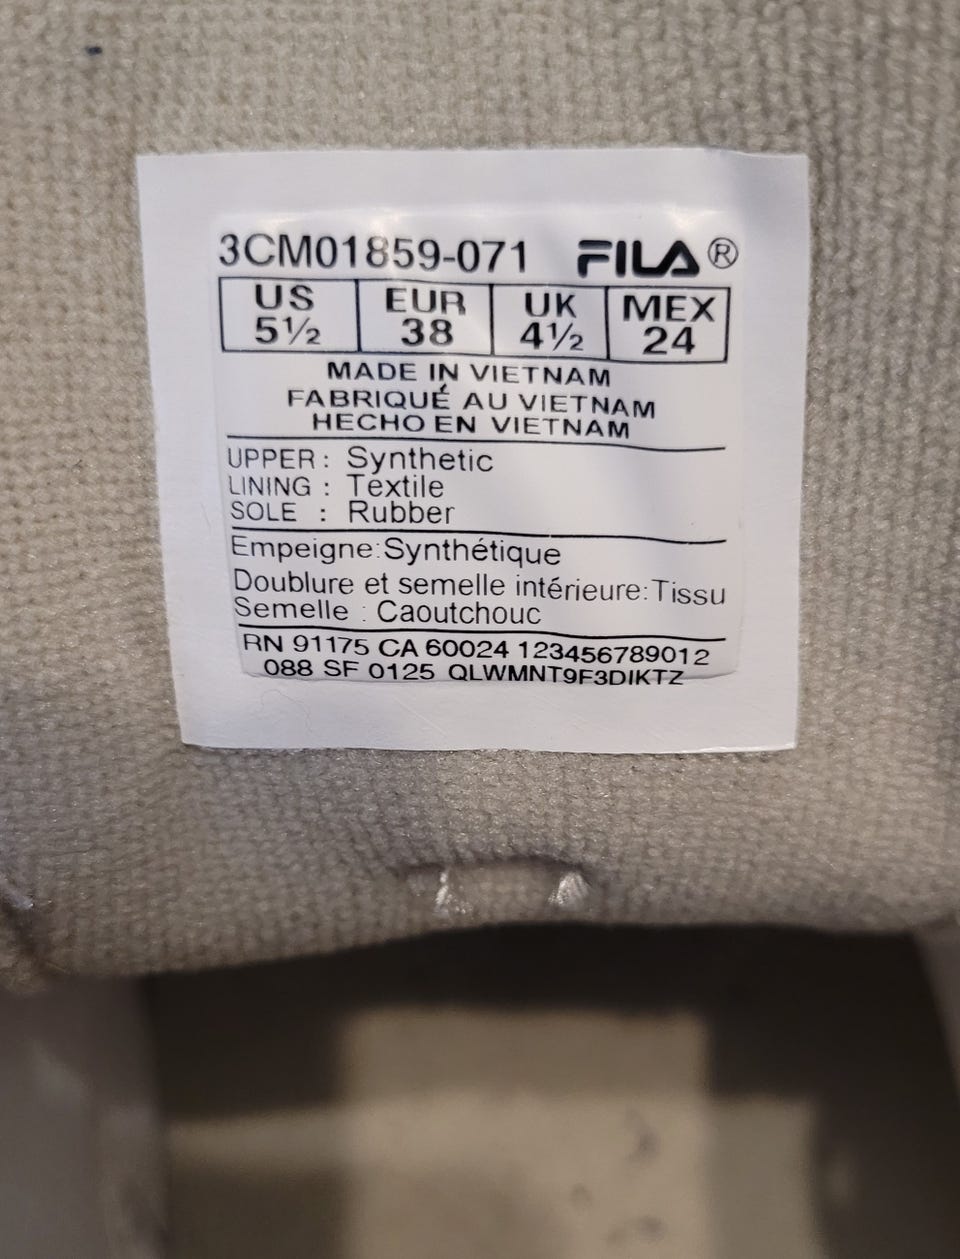 3CM01859-071 FILA®
US EUR UK MEX
5½ 38 4½ 24
MADE IN VIETNAM
FABRIQUÉ AU VIETNAM
HECHO EN VIETNAM
UPPER : Synthetic
LINING : Textile
SOLE : Rubber
Empeigne:Synthétique
Doublure et semelle intérieure:Tissu
Semelle : Caoutchouc
RN 91175 CA 60024 123456789012
088 SF 0125 QLWMNT9F3DIKTZ